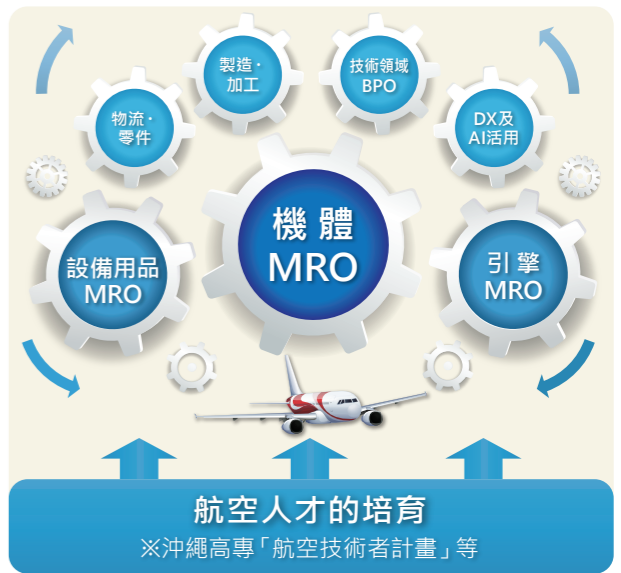 製造·
加工
技術領域
BPO
物流·
零件
DX及
AI活用
機 體
MRO
設備用品
MRO
引 擎
MRO
航空人才的培育
※沖繩高專「航空技術者計畫」等